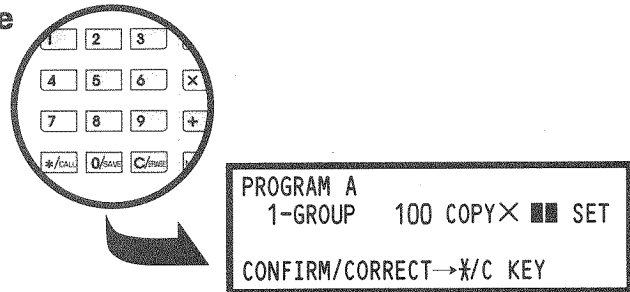 e
1 2 3
4 5 6 ×
7 8 9 +
*/CALL 0/SAVE C/ERASE
PROGRAM A
1-GROUP 100 COPY× ■■ SET
CONFIRM/CORRECT→*/C KEY